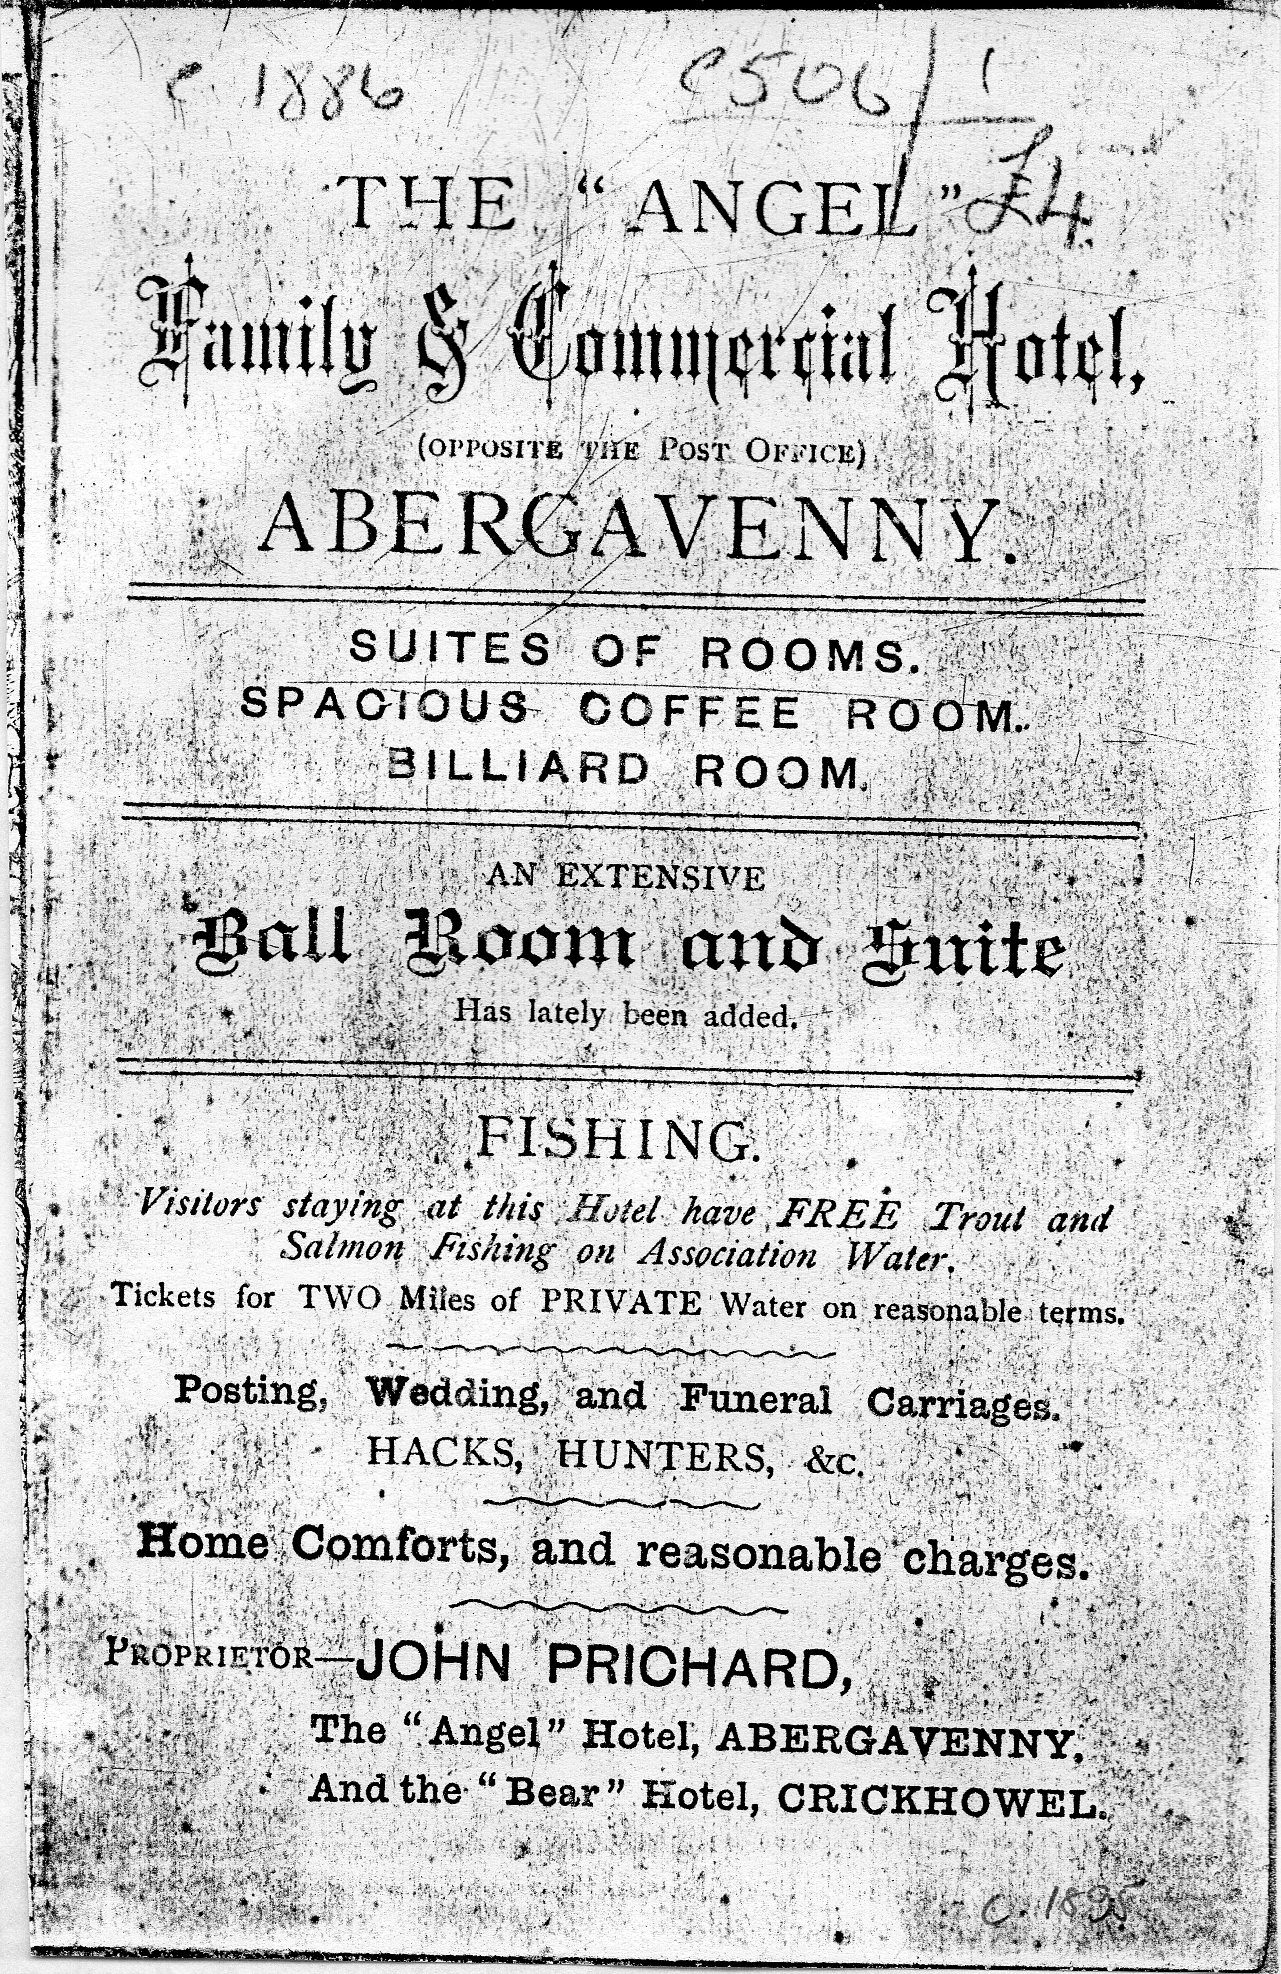 c. 1886
C506/1
£4.
THE "ANGEL"
Family & Commercial Hotel,
(OPPOSITE THE POST OFFICE)
ABERGAVENNY.
SUITES OF ROOMS.
SPACIOUS COFFEE ROOM.
BILLIARD ROOM.
AN EXTENSIVE
Ball Room and Suite
Has lately been added.
FISHING.
Visitors staying at this Hotel have FREE Trout and
Salmon Fishing on Association Water.
Tickets for TWO Miles of PRIVATE Water on reasonable terms.
Posting, Wedding, and Funeral Carriages.
HACKS, HUNTERS, &c.
Home Comforts, and reasonable charges.
PROPRIETOR—JOHN PRICHARD,
The "Angel" Hotel, ABERGAVENNY,
And the "Bear" Hotel, CRICKHOWEL.
c. 1895